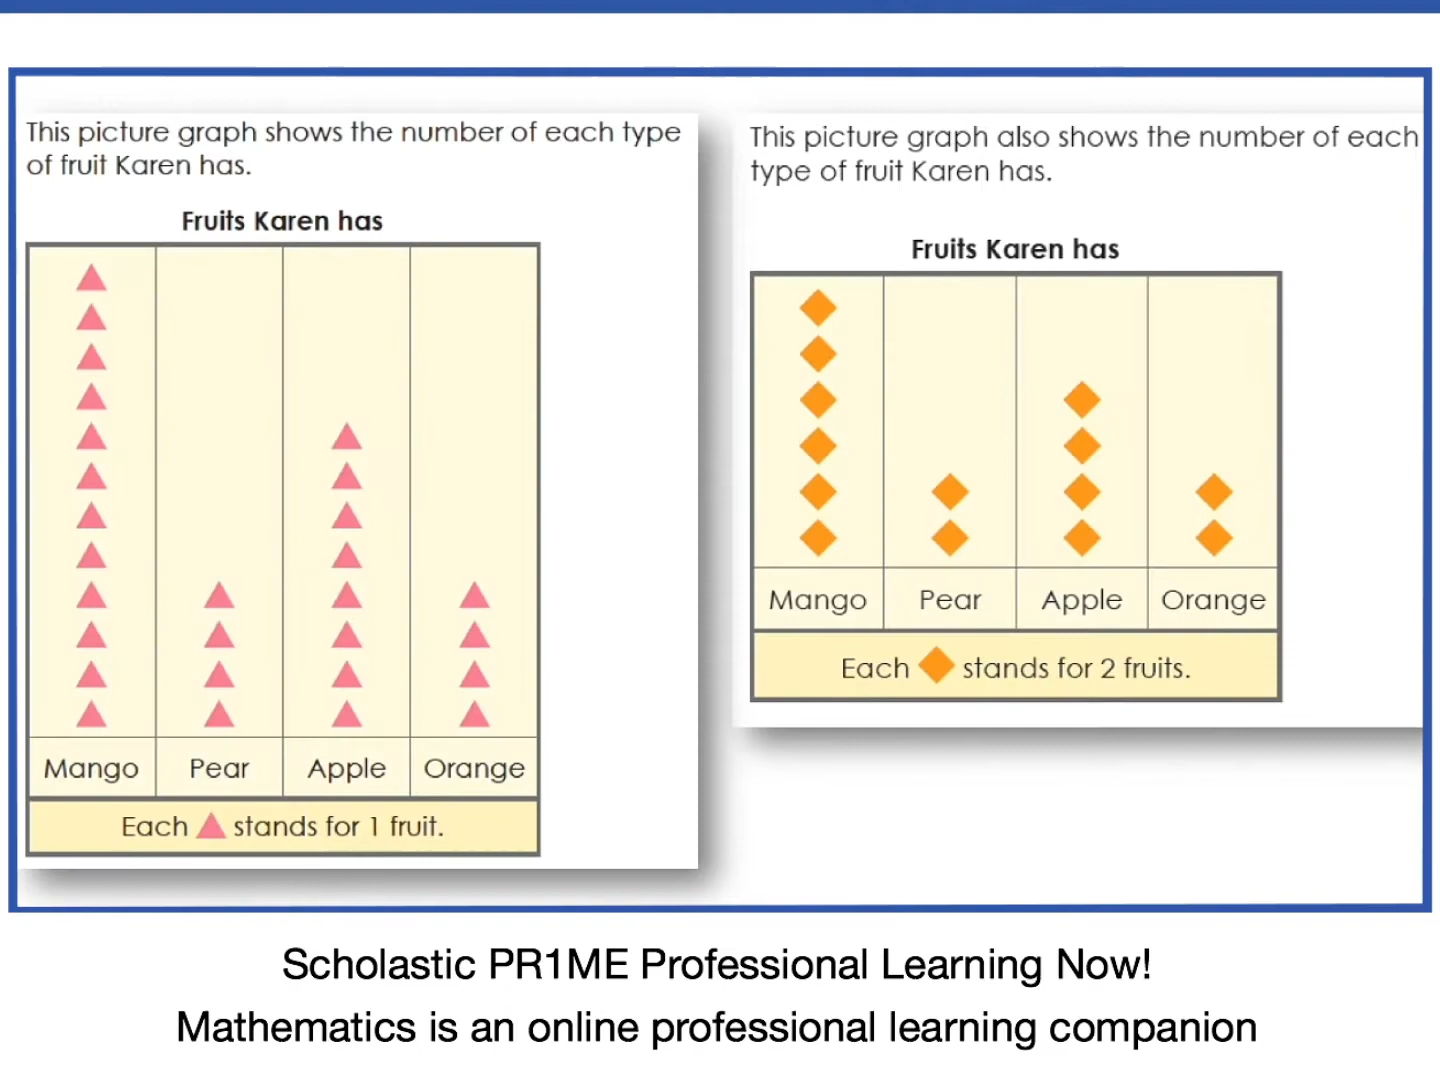 This picture graph shows the number of each type
of fruit Karen has.
Fruits Karen has
Mango Pear Apple Orange
Each stands for 1 fruit.
This picture graph also shows the number of each
type of fruit Karen has.
Fruits Karen has
Mango Pear Apple Orange
Each stands for 2 fruits.
Scholastic PR1ME Professional Learning Now!
Mathematics is an online professional learning companion